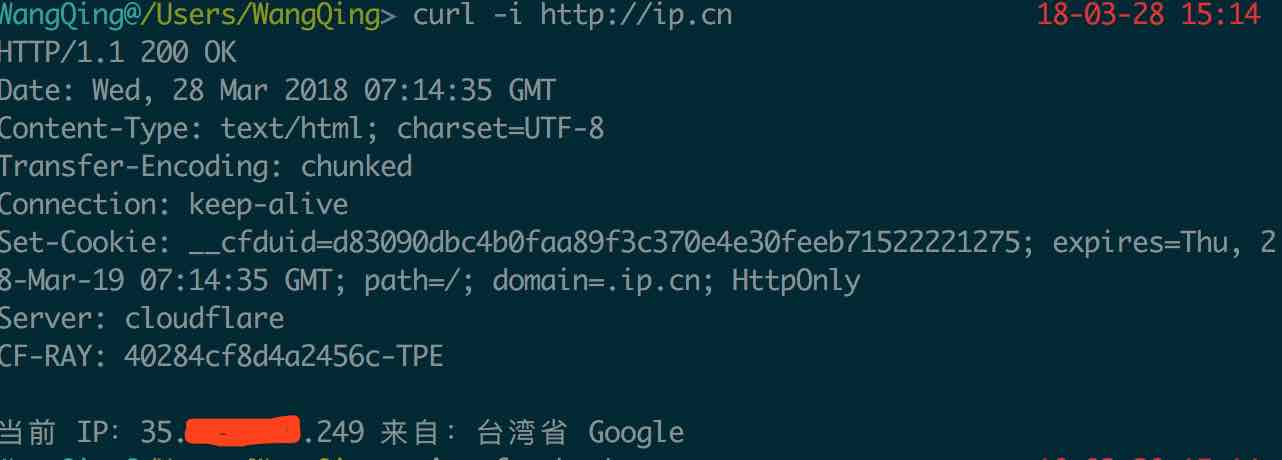 WangQing@/Users/WangQing> curl -i http://ip.cn 18-03-28 15:14
HTTP/1.1 200 OK
Date: Wed, 28 Mar 2018 07:14:35 GMT
Content-Type: text/html; charset=UTF-8
Transfer-Encoding: chunked
Connection: keep-alive
Set-Cookie: __cfduid=d83090dbc4b0faa89f3c370e4e30feeb71522221275; expires=Thu, 2
8-Mar-19 07:14:35 GMT; path=/; domain=.ip.cn; HttpOnly
Server: cloudflare
CF-RAY: 40284cf8d4a2456c-TPE
当前 IP: 35. .249 来自: 台湾省 Google